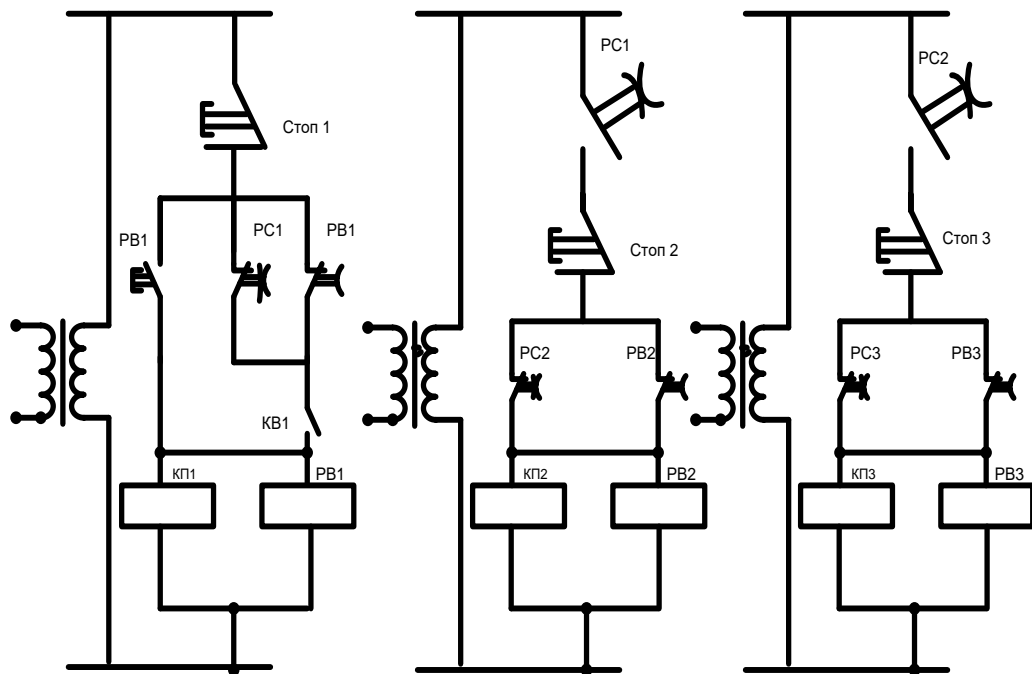 РС1
РС2
Стоп 1
Стоп 2
Стоп 3
РВ1
РС1
РВ1
РС2
РВ2
РС3
РВ3
КВ1
КП1
РВ1
КП2
РВ2
КП3
РВ3